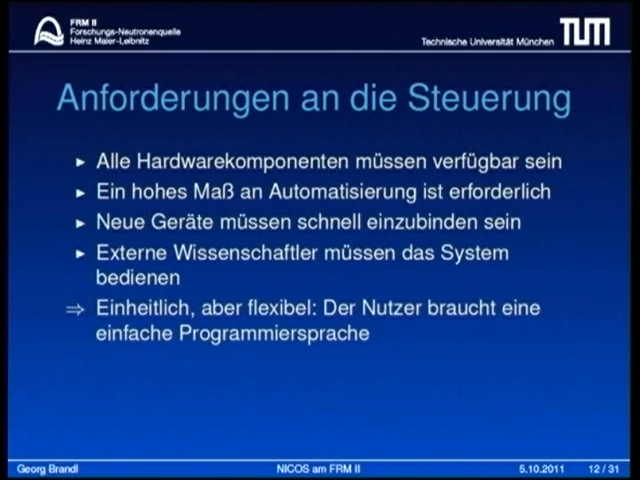 FRM II
Forschungs-Neutronenquelle
Heinz Maier-Leibnitz
Technische Universität München
TUM
Anforderungen an die Steuerung
▸ Alle Hardwarekomponenten müssen verfügbar sein
▸ Ein hohes Maß an Automatisierung ist erforderlich
▸ Neue Geräte müssen schnell einzubinden sein
▸ Externe Wissenschaftler müssen das System
bedienen
⇒ Einheitlich, aber flexibel: Der Nutzer braucht eine
einfache Programmiersprache
Georg Brandl NICOS am FRM II 5.10.2011 12 / 31